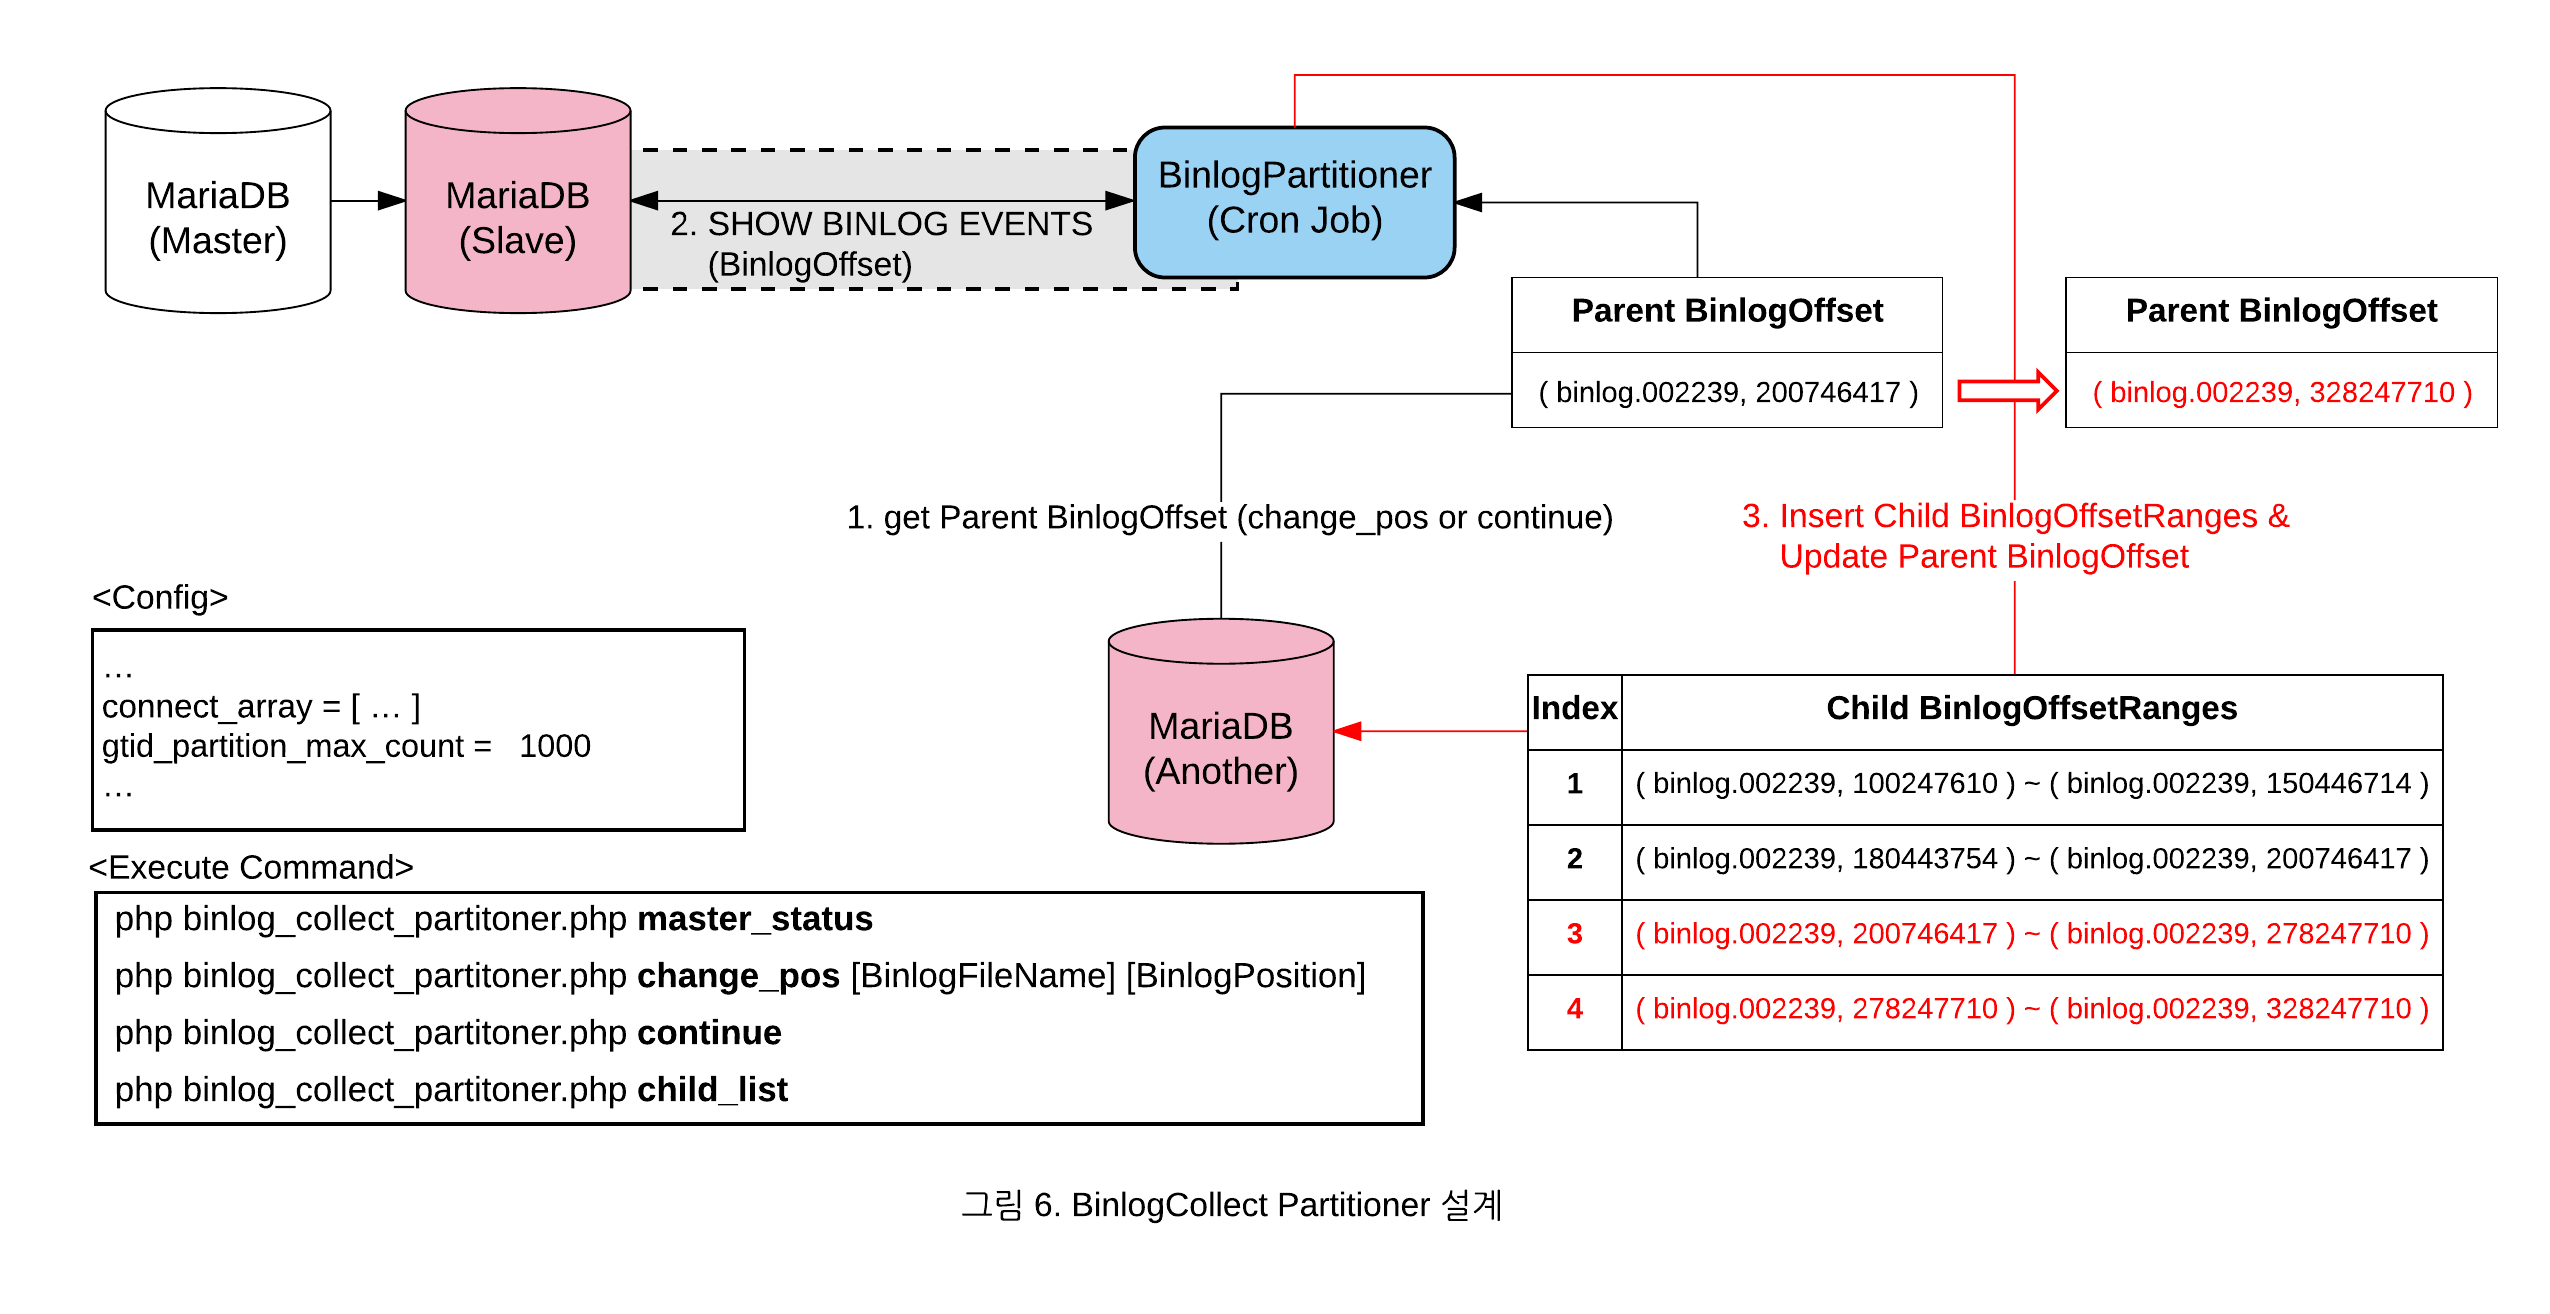 MariaDB
(Master)
MariaDB
(Slave)
2. SHOW BINLOG EVENTS
(BinlogOffset)
BinlogPartitioner
(Cron Job)
Parent BinlogOffset
( binlog.002239, 200746417 )
Parent BinlogOffset
( binlog.002239, 328247710 )
1. get Parent BinlogOffset (change_pos or continue)
3. Insert Child BinlogOffsetRanges &
Update Parent BinlogOffset
<Config>
…
connect_array = [ … ]
gtid_partition_max_count = 1000
…
MariaDB
(Another)
Index Child BinlogOffsetRanges
1 ( binlog.002239, 100247610 ) ~ ( binlog.002239, 150446714 )
2 ( binlog.002239, 180443754 ) ~ ( binlog.002239, 200746417 )
3 ( binlog.002239, 200746417 ) ~ ( binlog.002239, 278247710 )
4 ( binlog.002239, 278247710 ) ~ ( binlog.002239, 328247710 )
<Execute Command>
php binlog_collect_partitoner.php master_status
php binlog_collect_partitoner.php change_pos [BinlogFileName] [BinlogPosition]
php binlog_collect_partitoner.php continue
php binlog_collect_partitoner.php child_list
그림 6. BinlogCollect Partitioner 설계